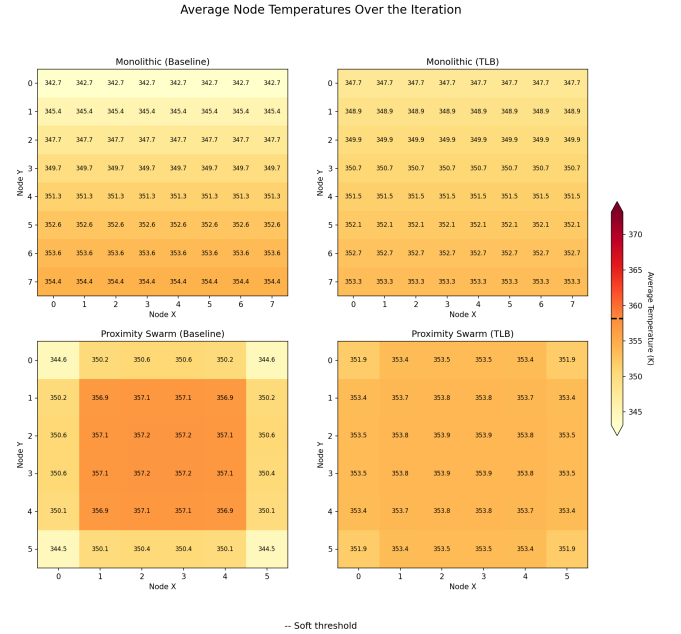 Average Node Temperatures Over the Iteration
Monolithic (Baseline)
Node Y
0 342.7 342.7 342.7 342.7 342.7 342.7 342.7 342.7
1 345.4 345.4 345.4 345.4 345.4 345.4 345.4 345.4
2 347.7 347.7 347.7 347.7 347.7 347.7 347.7 347.7
3 349.7 349.7 349.7 349.7 349.7 349.7 349.7 349.7
4 351.3 351.3 351.3 351.3 351.3 351.3 351.3 351.3
5 352.6 352.6 352.6 352.6 352.6 352.6 352.6 352.6
6 353.6 353.6 353.6 353.6 353.6 353.6 353.6 353.6
7 354.4 354.4 354.4 354.4 354.4 354.4 354.4 354.4
0 1 2 3 4 5 6 7
Node X
Monolithic (TLB)
Node Y
0 347.7 347.7 347.7 347.7 347.7 347.7 347.7 347.7
1 348.9 348.9 348.9 348.9 348.9 348.9 348.9 348.9
2 349.9 349.9 349.9 349.9 349.9 349.9 349.9 349.9
3 350.7 350.7 350.7 350.7 350.7 350.7 350.7 350.7
4 351.5 351.5 351.5 351.5 351.5 351.5 351.5 351.5
5 352.1 352.1 352.1 352.1 352.1 352.1 352.1 352.1
6 352.7 352.7 352.7 352.7 352.7 352.7 352.7 352.7
7 353.3 353.3 353.3 353.3 353.3 353.3 353.3 353.3
0 1 2 3 4 5 6 7
Node X
Proximity Swarm (Baseline)
Node Y
0 344.6 350.2 350.6 350.6 350.2 344.6
1 350.2 356.9 357.1 357.1 356.9 350.2
2 350.6 357.1 357.2 357.2 357.1 350.6
3 350.6 357.1 357.2 357.2 357.1 350.4
4 350.1 356.9 357.1 357.1 356.9 350.1
5 344.5 350.1 350.4 350.4 350.1 344.5
0 1 2 3 4 5
Node X
Proximity Swarm (TLB)
Node Y
0 351.9 353.4 353.5 353.5 353.4 351.9
1 353.4 353.7 353.8 353.8 353.7 353.4
2 353.5 353.8 353.9 353.9 353.8 353.5
3 353.5 353.8 353.9 353.9 353.8 353.5
4 353.4 353.7 353.8 353.8 353.7 353.4
5 351.9 353.4 353.5 353.5 353.4 351.9
0 1 2 3 4 5
Node X
370
365
360
355
350
345
Average Temperature (K)
-- Soft threshold